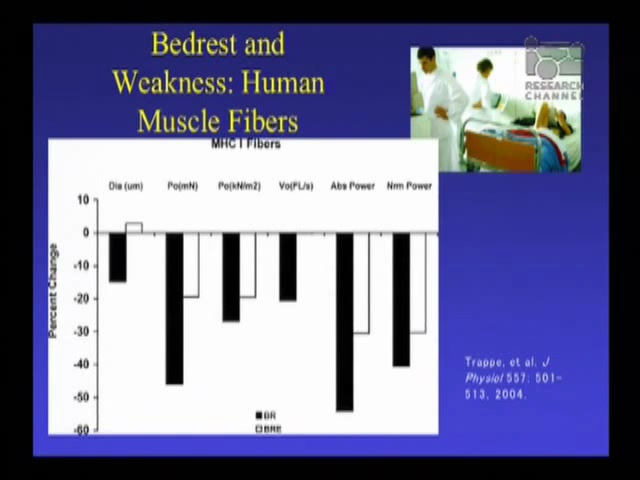 Bedrest and
Weakness: Human
Muscle Fibers
RESEARCH
CHANNEL
MHC I Fibers
Dia (um) Po(mN) Po(kN/m2) Vo(FL/s) Abs Power Nrm Power
10
0
-10
-20
-30
-40
-50
-60
Percent Change
BR
BRE
Trappe, et al. J
Physiol 557: 501-
513, 2004.